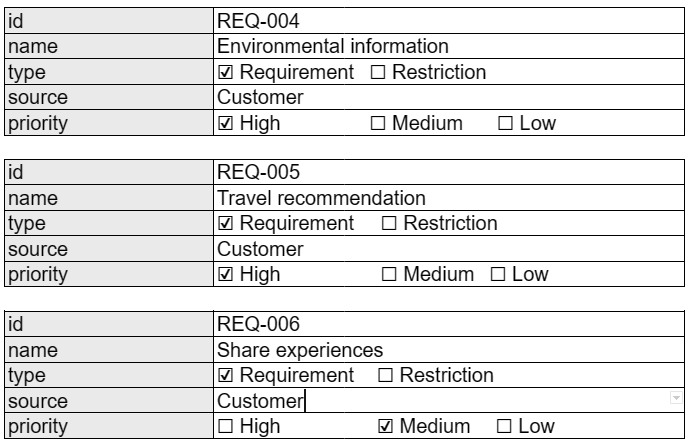 id REQ-004
name Environmental information
type ☑ Requirement ☐ Restriction
source Customer
priority ☑ High ☐ Medium ☐ Low
id REQ-005
name Travel recommendation
type ☑ Requirement ☐ Restriction
source Customer
priority ☑ High ☐ Medium ☐ Low
id REQ-006
name Share experiences
type ☑ Requirement ☐ Restriction
source Customer
priority ☐ High ☑ Medium ☐ Low